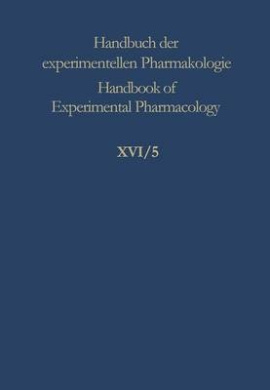 Handbuch der
experimentellen Pharmakologie
Handbook of
Experimental Pharmacology
XVI/5